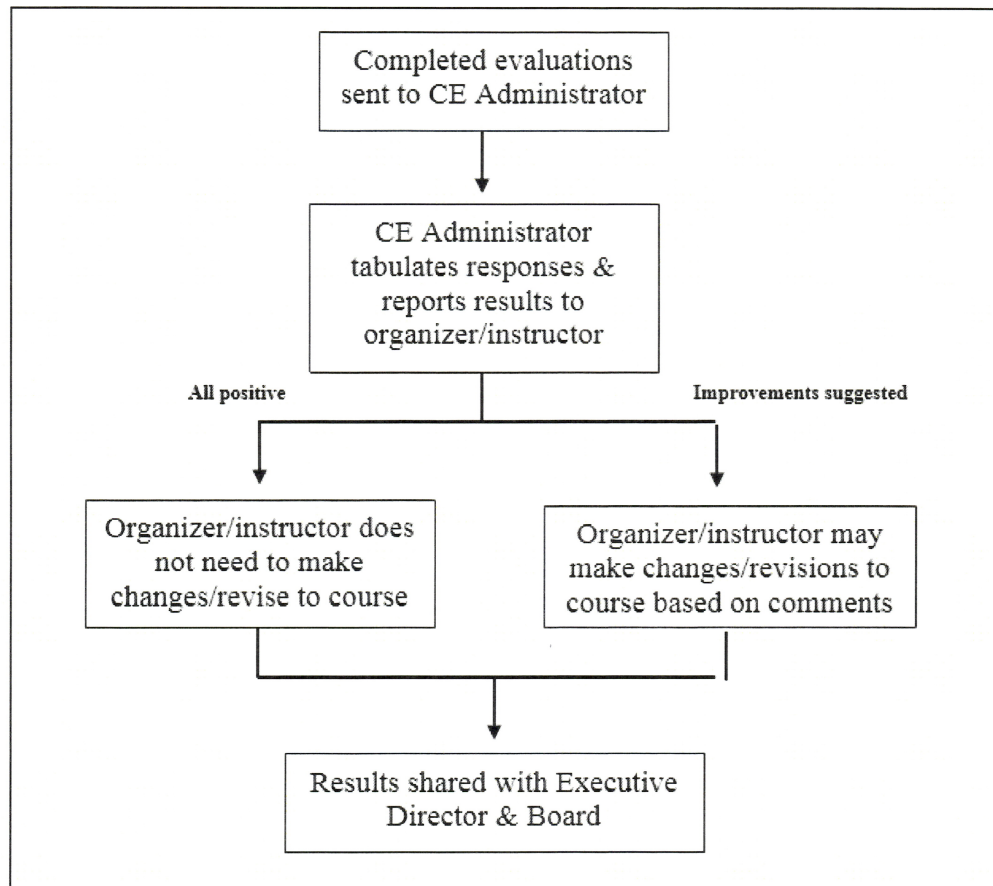 Completed evaluations
sent to CE Administrator
CE Administrator
tabulates responses &
reports results to
organizer/instructor
All positive
Improvements suggested
Organizer/instructor does
not need to make
changes/revise to course
Organizer/instructor may
make changes/revisions to
course based on comments
Results shared with Executive
Director & Board